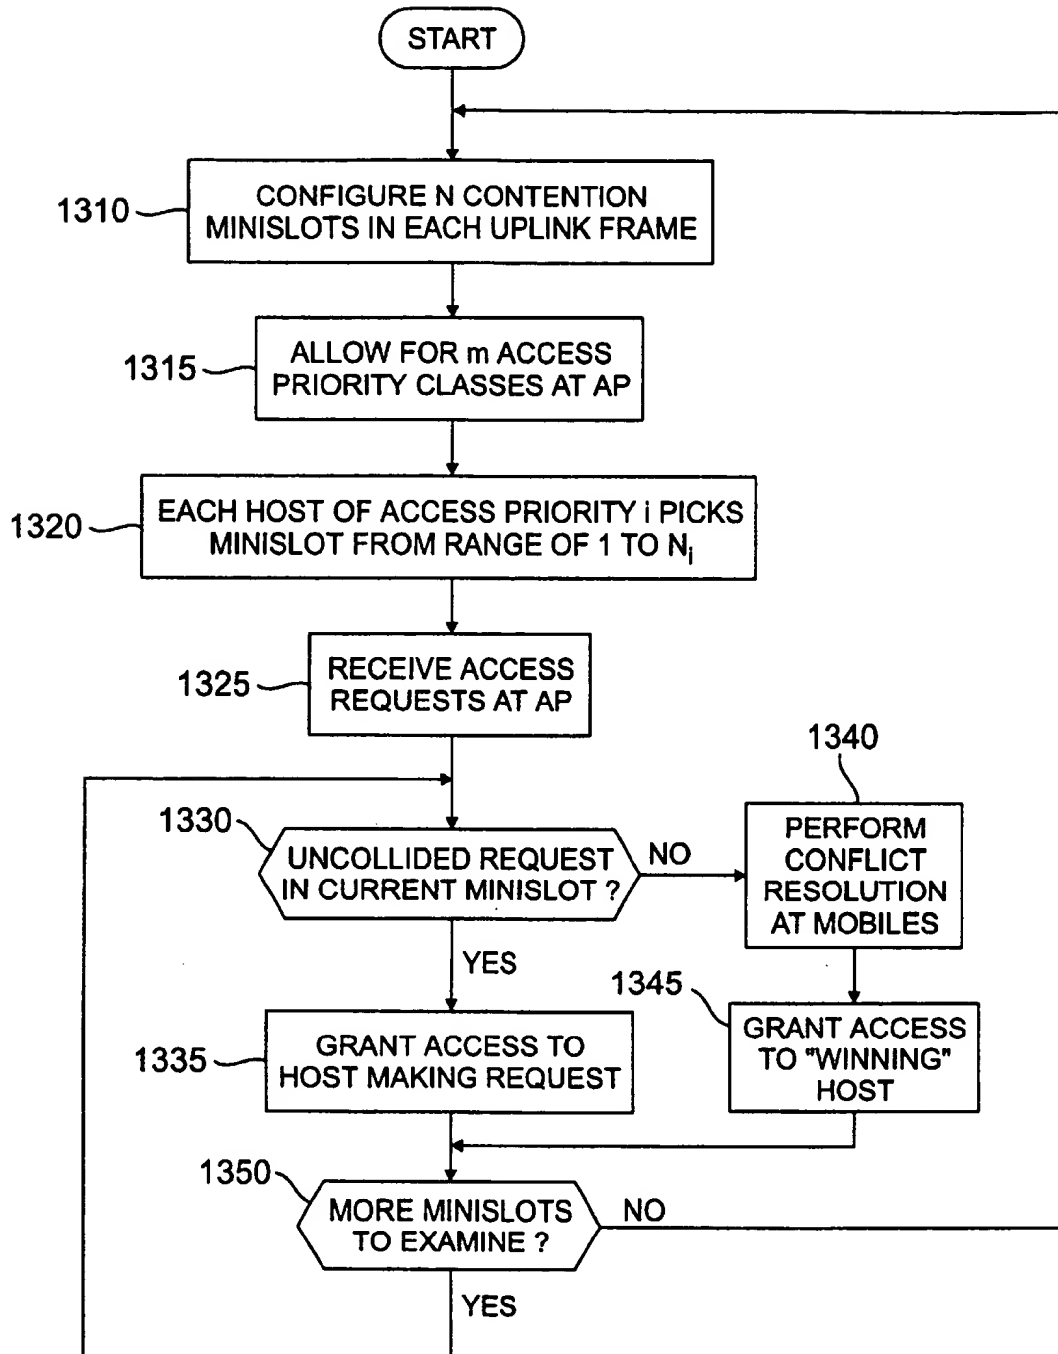 START
1310
CONFIGURE N CONTENTION
MINISLOTS IN EACH UPLINK FRAME
1315
ALLOW FOR m ACCESS
PRIORITY CLASSES AT AP
1320
EACH HOST OF ACCESS PRIORITY i PICKS
MINISLOT FROM RANGE OF 1 TO Ni
1325
RECEIVE ACCESS
REQUESTS AT AP
1330
UNCOLLIDED REQUEST
IN CURRENT MINISLOT ?
NO
1340
PERFORM
CONFLICT
RESOLUTION
AT MOBILES
YES
1335
GRANT ACCESS TO
HOST MAKING REQUEST
1345
GRANT ACCESS
TO "WINNING"
HOST
1350
MORE MINISLOTS
TO EXAMINE ?
NO
YES